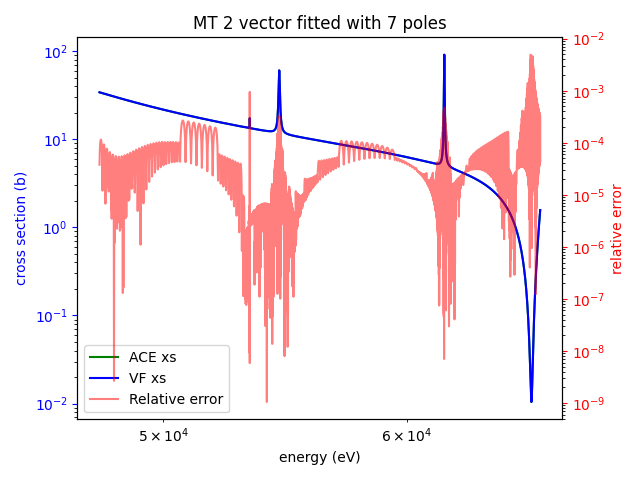 MT 2 vector fitted with 7 poles
10²
10¹
10⁰
10⁻¹
10⁻²
cross section (b)
10⁻²
10⁻³
10⁻⁴
10⁻⁵
10⁻⁶
10⁻⁷
10⁻⁸
10⁻⁹
relative error
ACE xs
VF xs
Relative error
5 × 10⁴ 6 × 10⁴
energy (eV)